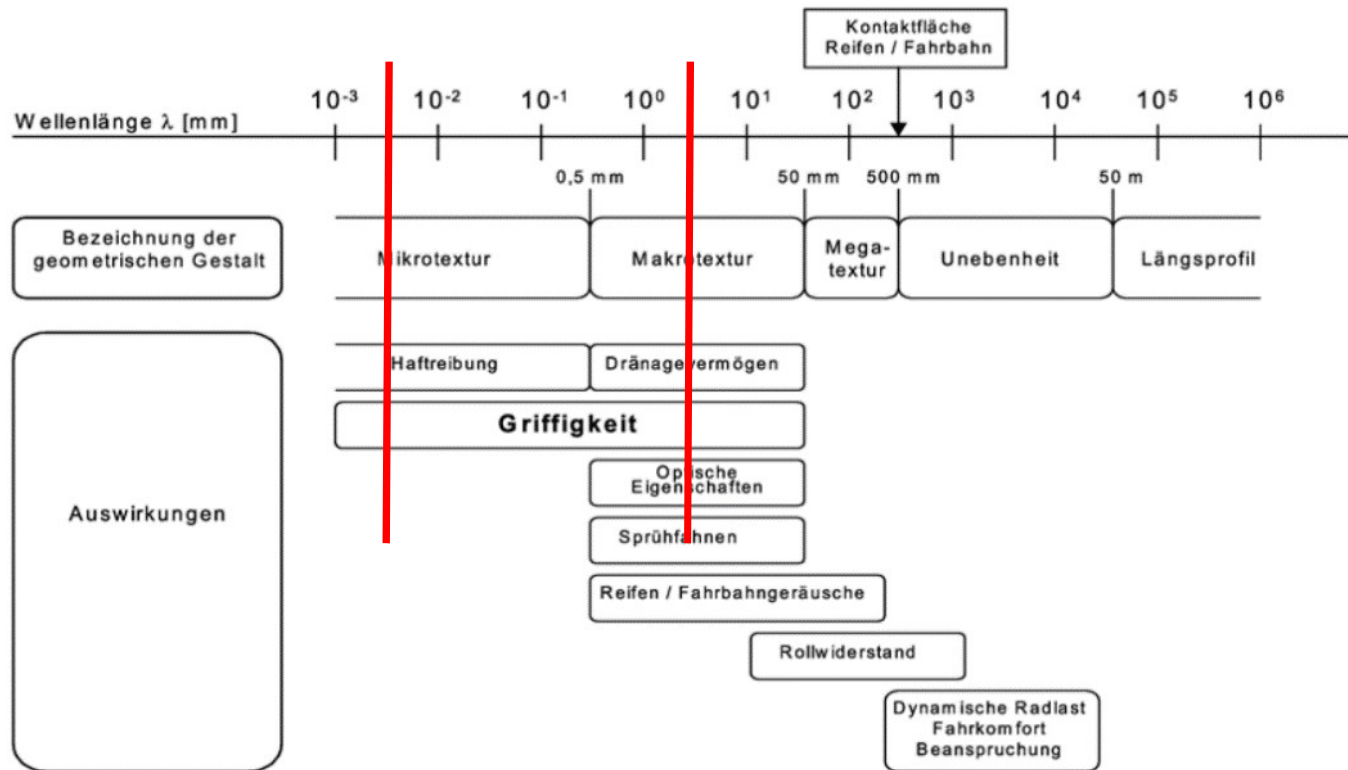 Kontaktfläche
Reifen / Fahrbahn
10⁻³ 10⁻² 10⁻¹ 10⁰ 10¹ 10² 10³ 10⁴ 10⁵ 10⁶
Wellenlänge λ [mm]
0,5 mm 50 mm 500 mm 50 m
Bezeichnung der
geometrischen Gestalt
Mikrotextur
Makrotextur
Mega-
textur
Unebenheit
Längsprofil
Auswirkungen
Haftreibung
Dränagevermögen
Griffigkeit
Optische
Eigenschaften
Sprühfahnen
Reifen / Fahrbahngeräusche
Rollwiderstand
Dynamische Radlast
Fahrkomfort
Beanspruchung